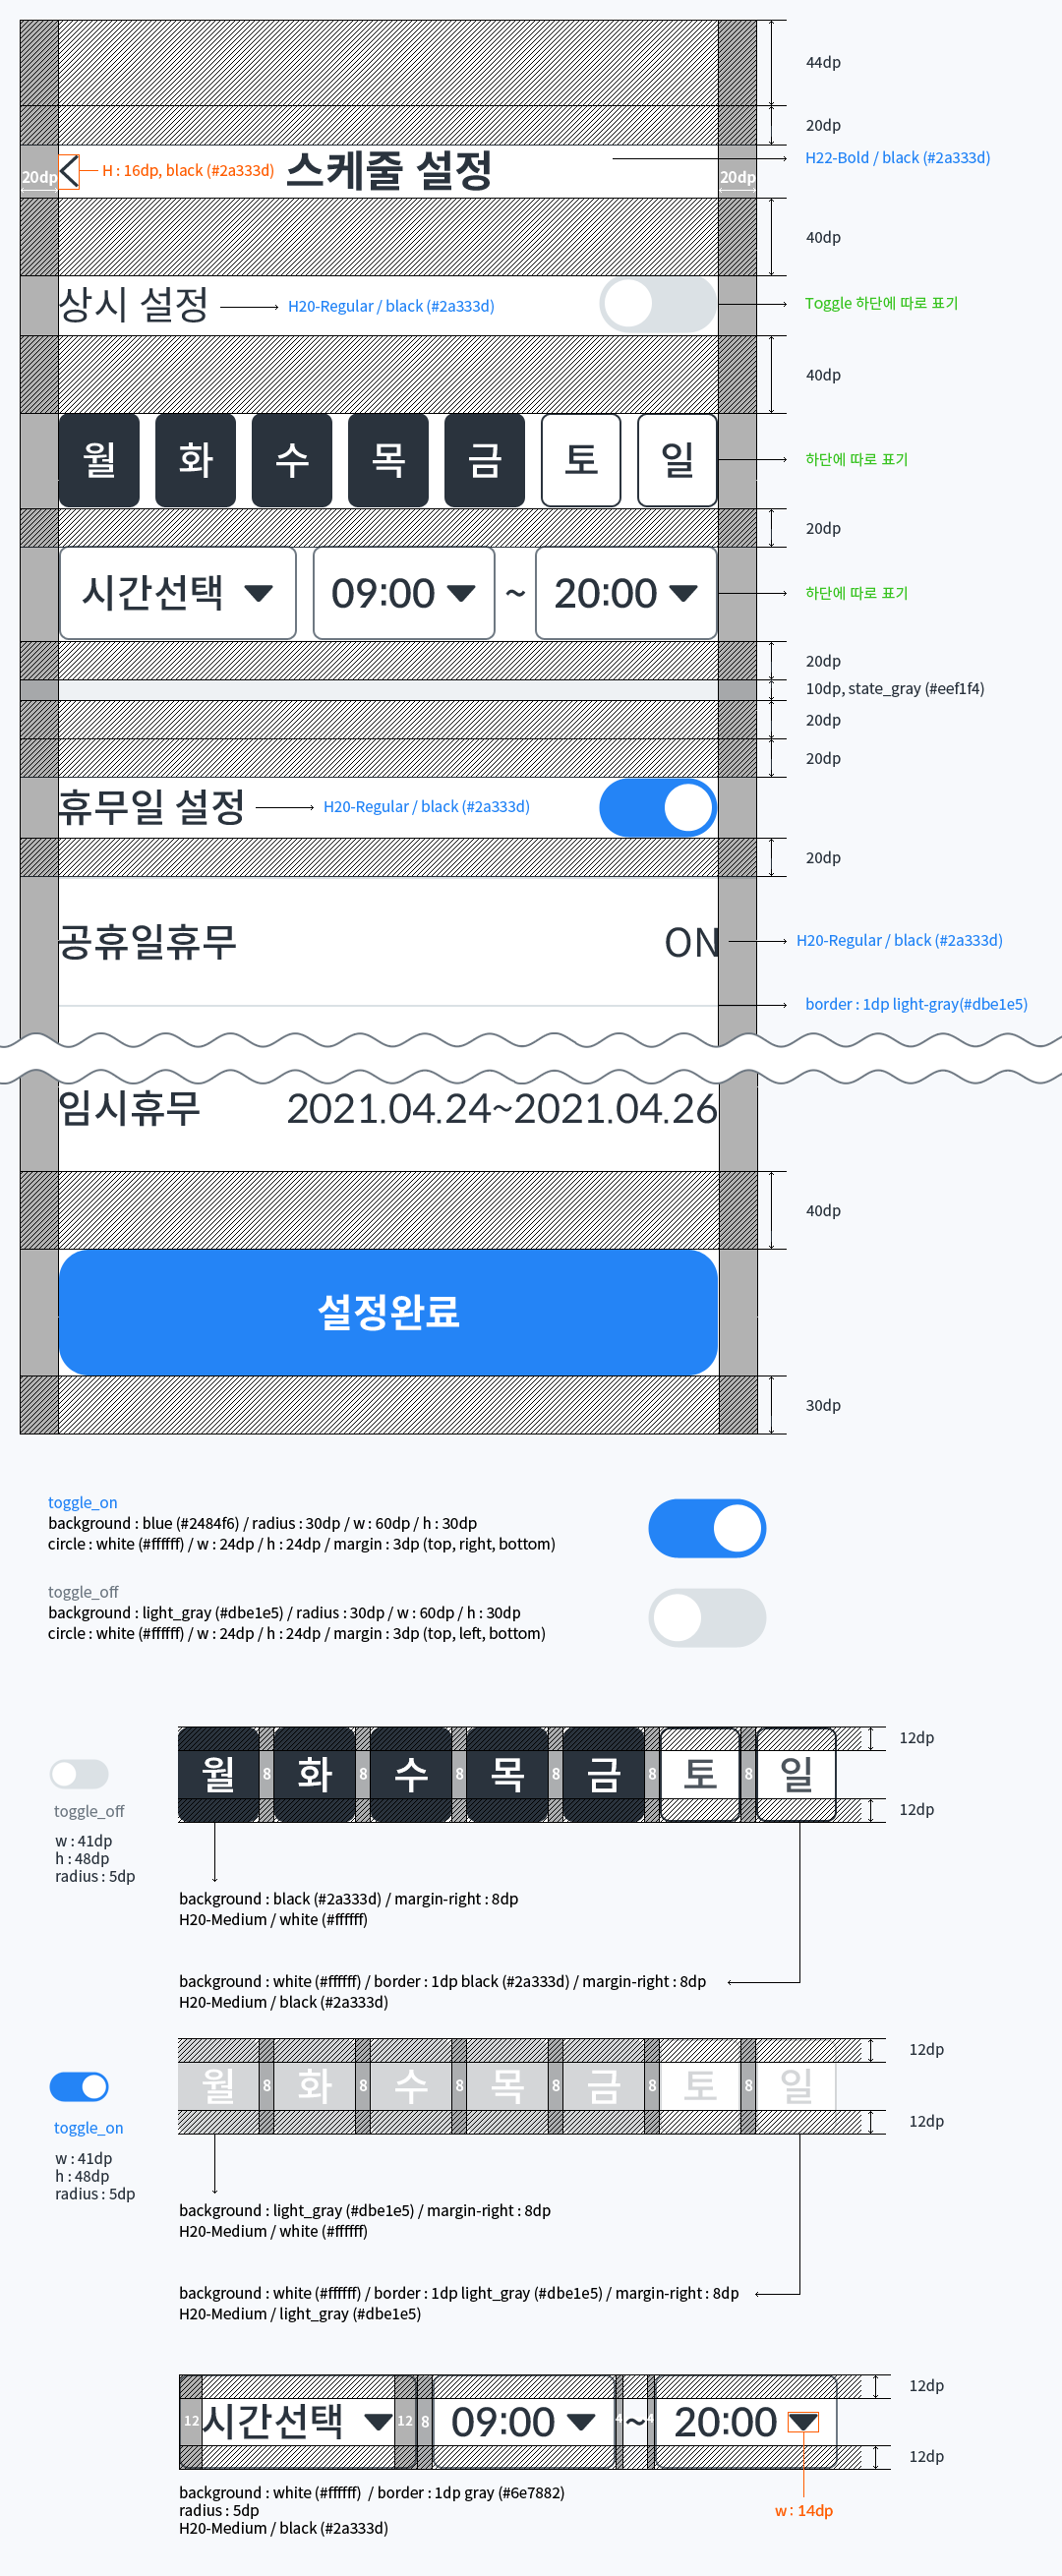 44dp
20dp
20dp
H : 16dp, black (#2a333d)
스케줄 설정
20dp
H22-Bold / black (#2a333d)
40dp
상시 설정
H20-Regular / black (#2a333d)
Toggle 하단에 따로 표기
40dp
월 화 수 목 금 토 일
하단에 따로 표기
20dp
시간선택 09:00 ~ 20:00
하단에 따로 표기
20dp
10dp, state_gray (#eef1f4)
20dp
20dp
휴무일 설정
H20-Regular / black (#2a333d)
20dp
공휴일휴무
ON
H20-Regular / black (#2a333d)
border : 1dp light-gray(#dbe1e5)
임시휴무
2021.04.24~2021.04.26
40dp
설정완료
30dp
toggle_on
background : blue (#2484f6) / radius : 30dp / w : 60dp / h : 30dp
circle : white (#ffffff) / w : 24dp / h : 24dp / margin : 3dp (top, right, bottom)
toggle_off
background : light_gray (#dbe1e5) / radius : 30dp / w : 60dp / h : 30dp
circle : white (#ffffff) / w : 24dp / h : 24dp / margin : 3dp (top, left, bottom)
12dp
월 8 화 8 수 8 목 8 금 8 토 8 일
12dp
toggle_off
w : 41dp
h : 48dp
radius : 5dp
background : black (#2a333d) / margin-right : 8dp
H20-Medium / white (#ffffff)
background : white (#ffffff) / border : 1dp black (#2a333d) / margin-right : 8dp
H20-Medium / black (#2a333d)
12dp
월 8 화 8 수 8 목 8 금 8 토 8 일
12dp
toggle_on
w : 41dp
h : 48dp
radius : 5dp
background : light_gray (#dbe1e5) / margin-right : 8dp
H20-Medium / white (#ffffff)
background : white (#ffffff) / border : 1dp light_gray (#dbe1e5) / margin-right : 8dp
H20-Medium / light_gray (#dbe1e5)
12dp
12 시간선택 12 8 09:00 4 ~ 4 20:00
12dp
background : white (#ffffff) / border : 1dp gray (#6e7882)
radius : 5dp
H20-Medium / black (#2a333d)
w : 14dp